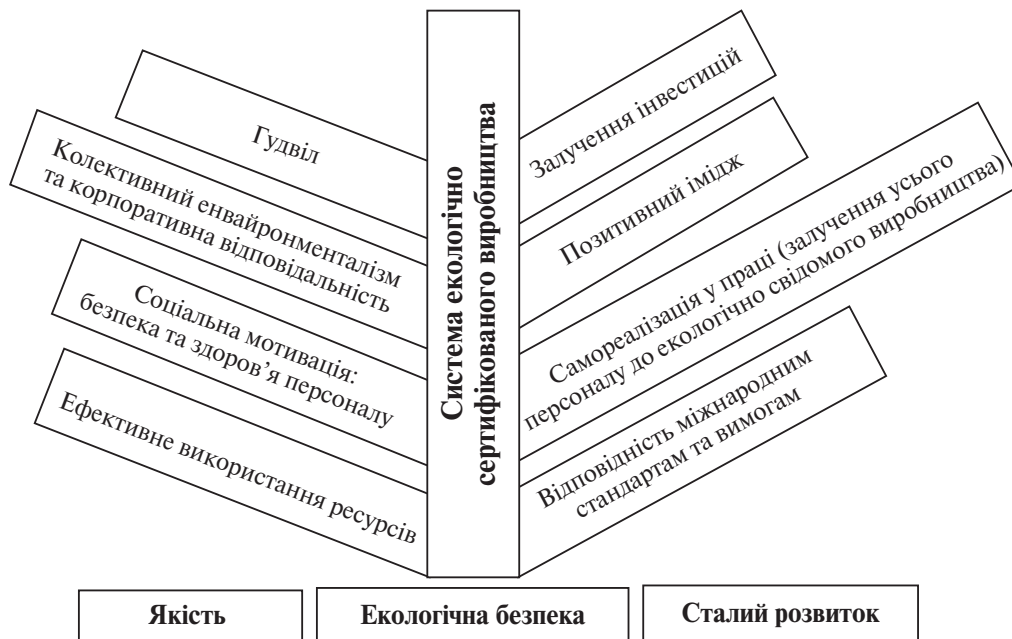 Гудвіл
Колективний енвайронменталізм
та корпоративна відповідальність
Соціальна мотивація:
безпека та здоров’я персоналу
Ефективне використання ресурсів
Система екологічно
сертифікованого виробництва
Залучення інвестицій
Позитивний імідж
Самореалізація у праці (залучення усього
персоналу до екологічно свідомого виробництва)
Відповідність міжнародним
стандартам та вимогам
Якість
Екологічна безпека
Сталий розвиток